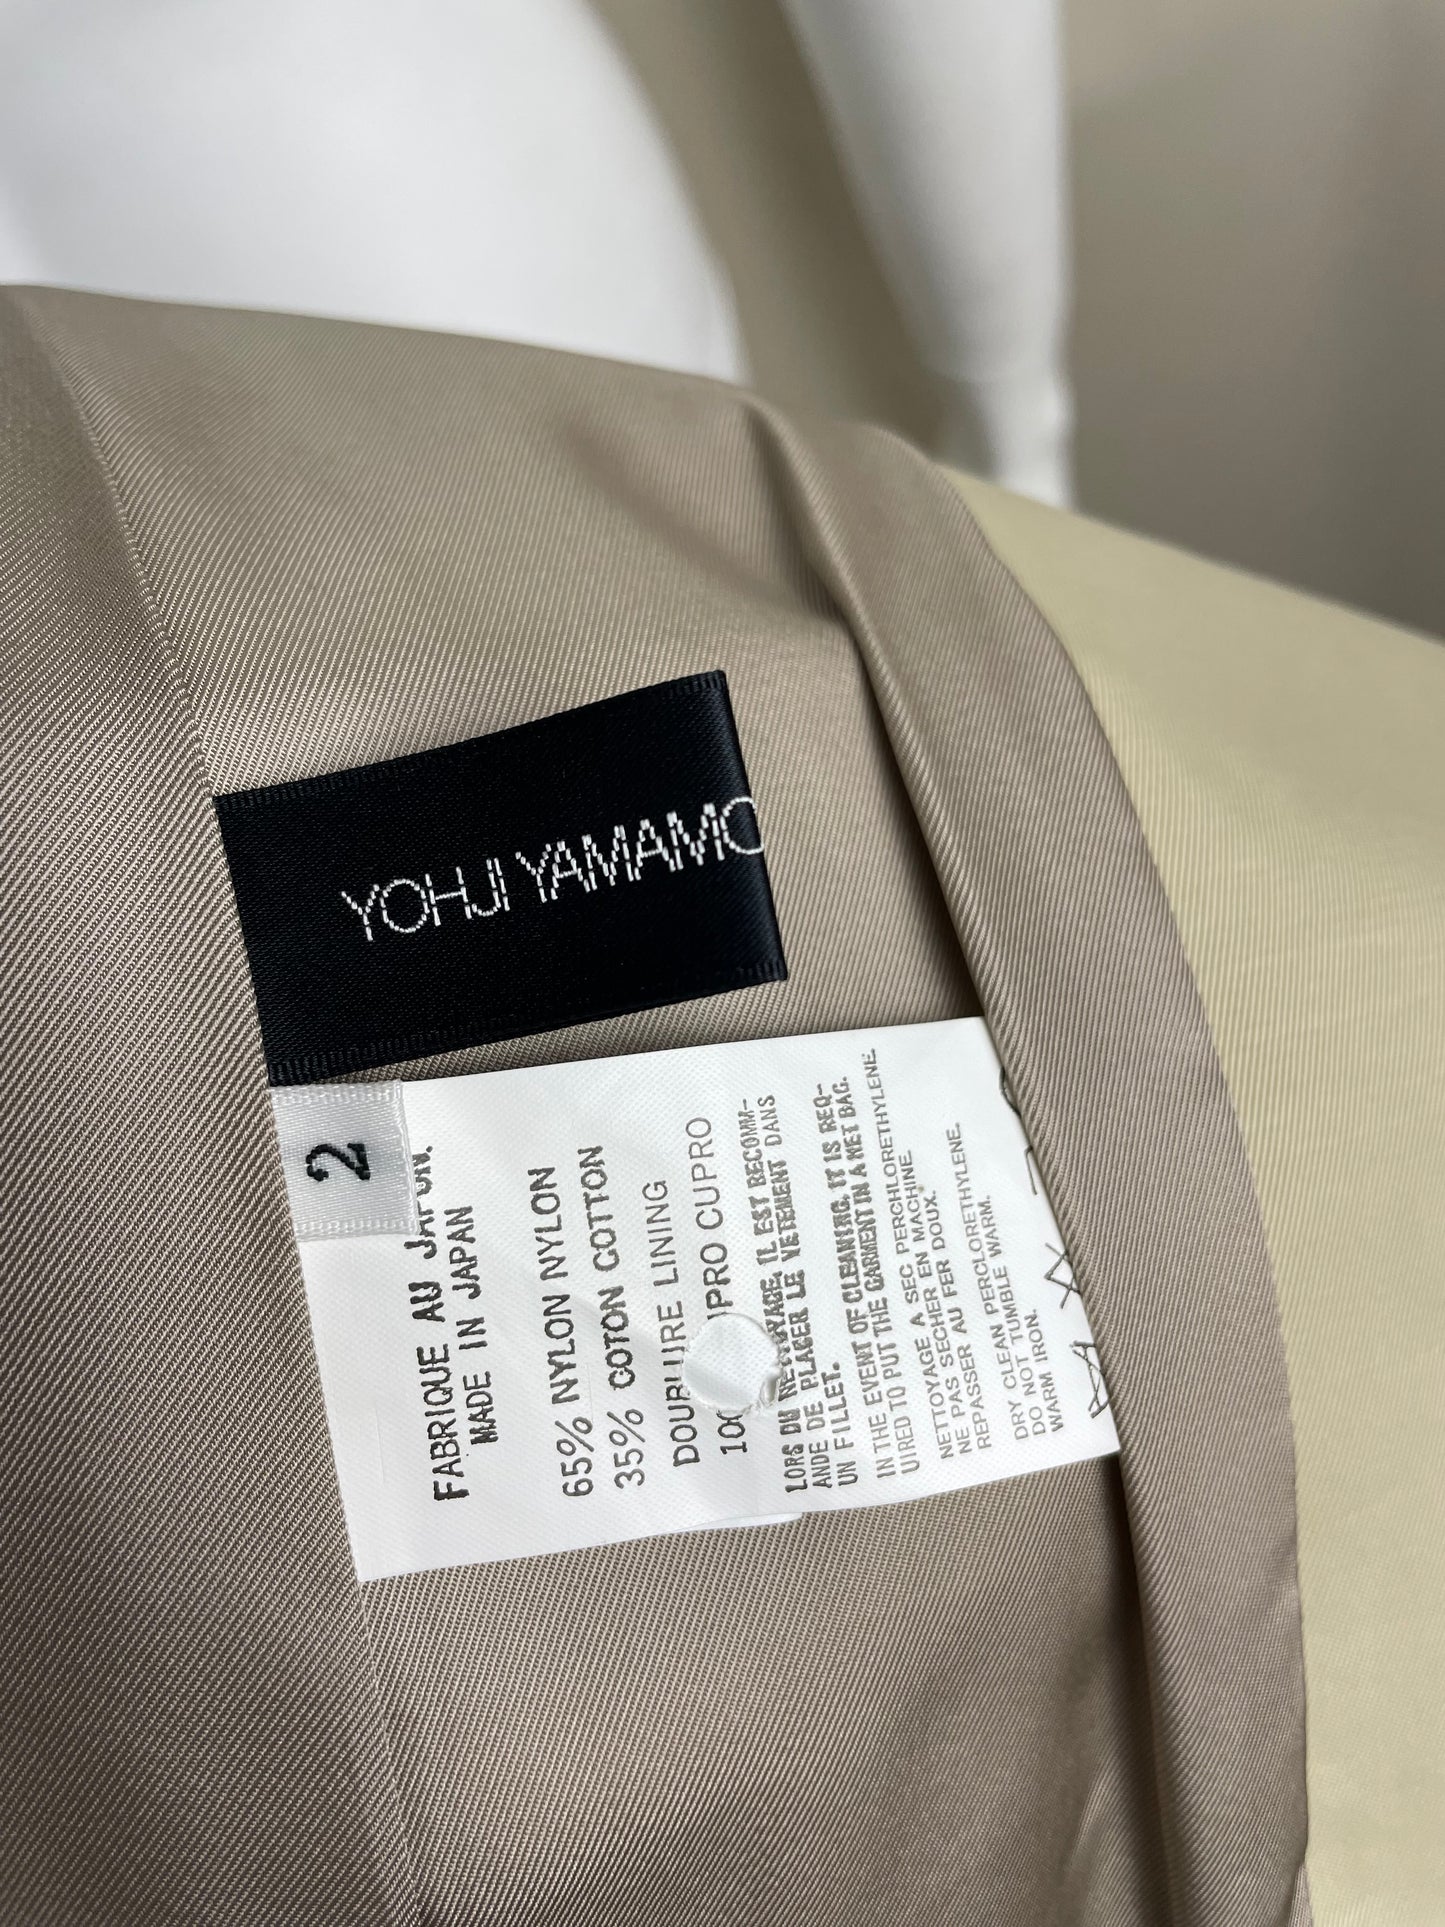 YOHJI YAMAMO
2
FABRIQUE AU JAPON.
MADE IN JAPAN
65% NYLON NYLON
35% COTON COTTON
DOUBLURE LINING
100% CUPRO CUPRO
LORS DU NETTOYAGE, IL EST RECOMM-
ANDE DE PLACER LE VETEMENT DANS
UN FILLET.
IN THE EVENT OF CLEANING, IT IS REQ-
UIRED TO PUT THE GARMENT IN A NET BAG.
NETTOYAGE A SEC PERCHLORETHYLENE.
NE PAS SECHER EN MACHINE.
REPASSER AU FER DOUX.
DRY CLEAN PERCLORETHYLENE.
DO NOT TUMBLE WARM.
WARM IRON.